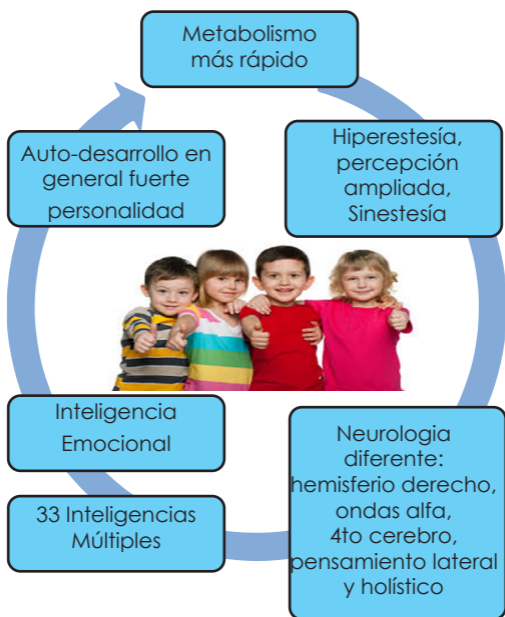 Metabolismo
más rápido
Hiperestesía,
percepción
ampliada,
Sinestesía
Neurologia
diferente:
hemisferio derecho,
ondas alfa,
4to cerebro,
pensamiento lateral
y holístico
33 Inteligencias
Múltiples
Inteligencia
Emocional
Auto-desarrollo en
general fuerte
personalidad